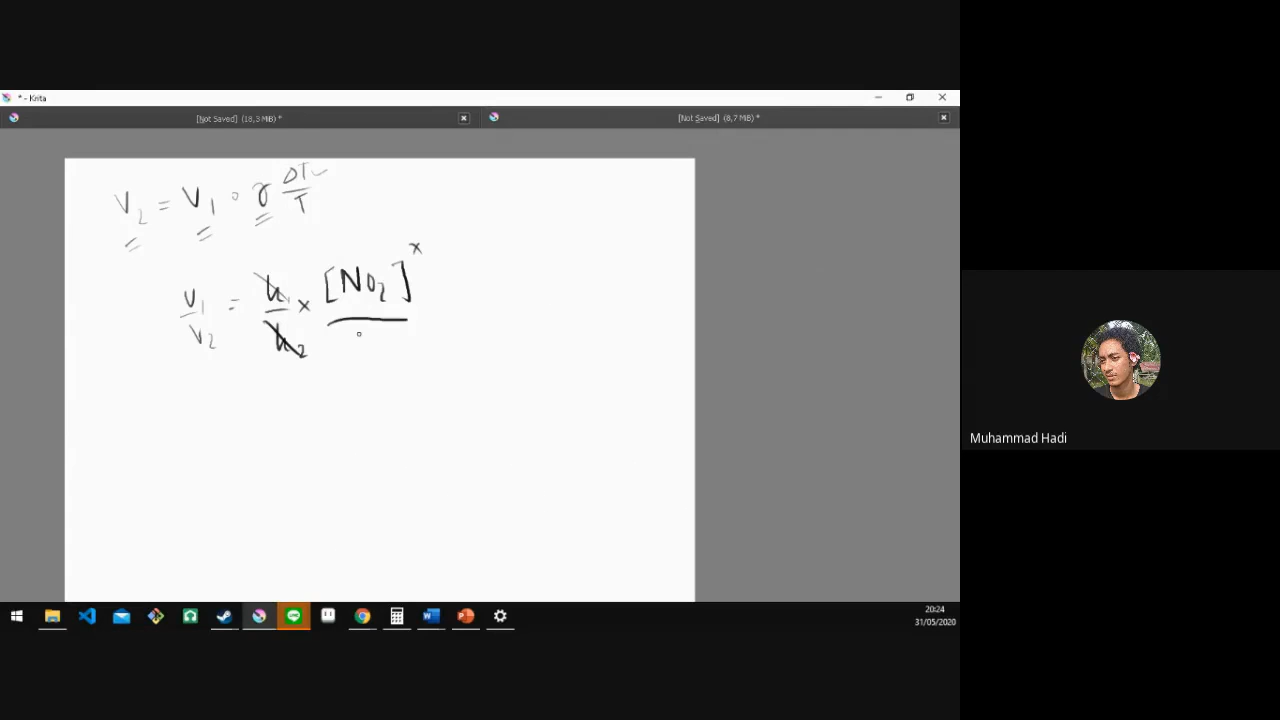 * - Krita
[Not Saved] (18,3 MiB) *
[Not Saved] (8,7 MiB) *
V2 = V1 · γ ΔT/T
V1/V2 = k1/k2 × [NO2]^x
Muhammad Hadi
20:24
31/05/2020